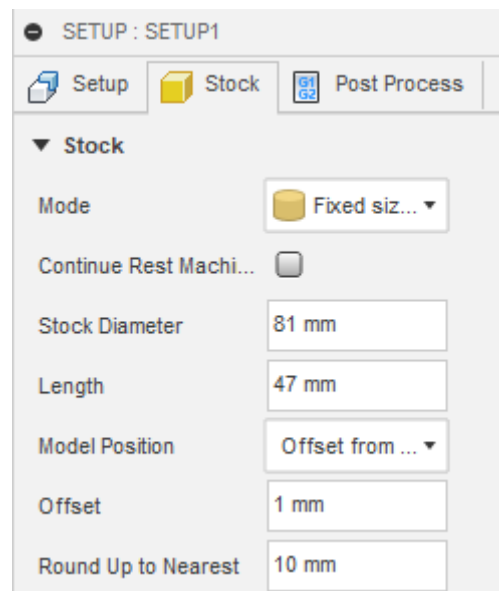 SETUP : SETUP1
Setup Stock G1 G2 Post Process
Stock
Mode Fixed siz...
Continue Rest Machi...
Stock Diameter 81 mm
Length 47 mm
Model Position Offset from ...
Offset 1 mm
Round Up to Nearest 10 mm